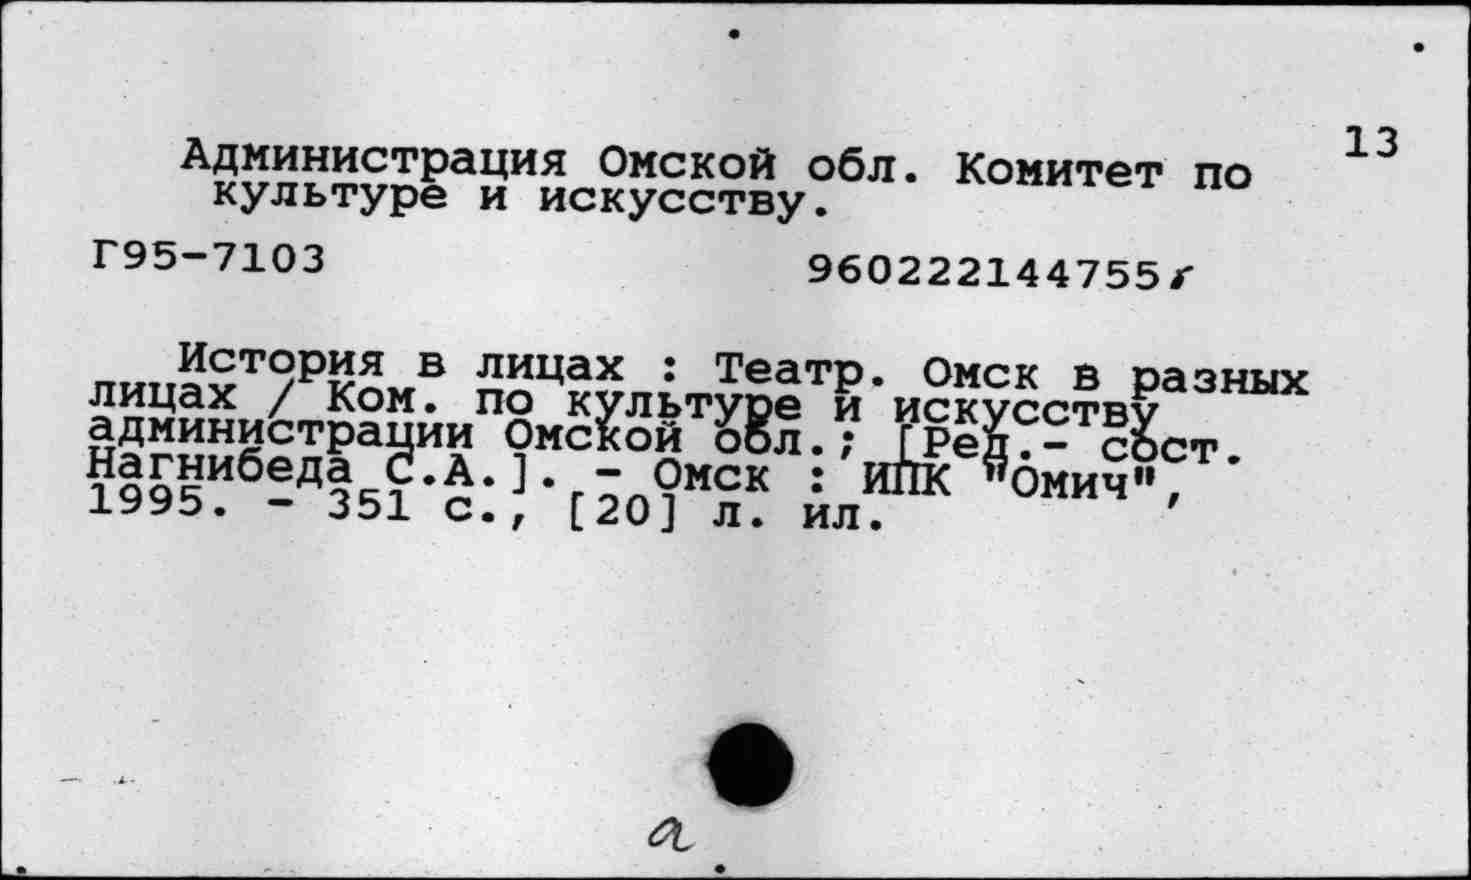 13
Администрация Омской обл. Комитет по
культуре и искусству.
Г95-7103 960222144755г
История в лицах : Театр. Омск в разных
лицах / Ком. по культуре и искусству
администрации Омской обл.; [Ред.- сост.
Нагнибеда С.А.]. - Омск : ИПК "Омич",
1995. - 351 с., [20] л. ил.
а